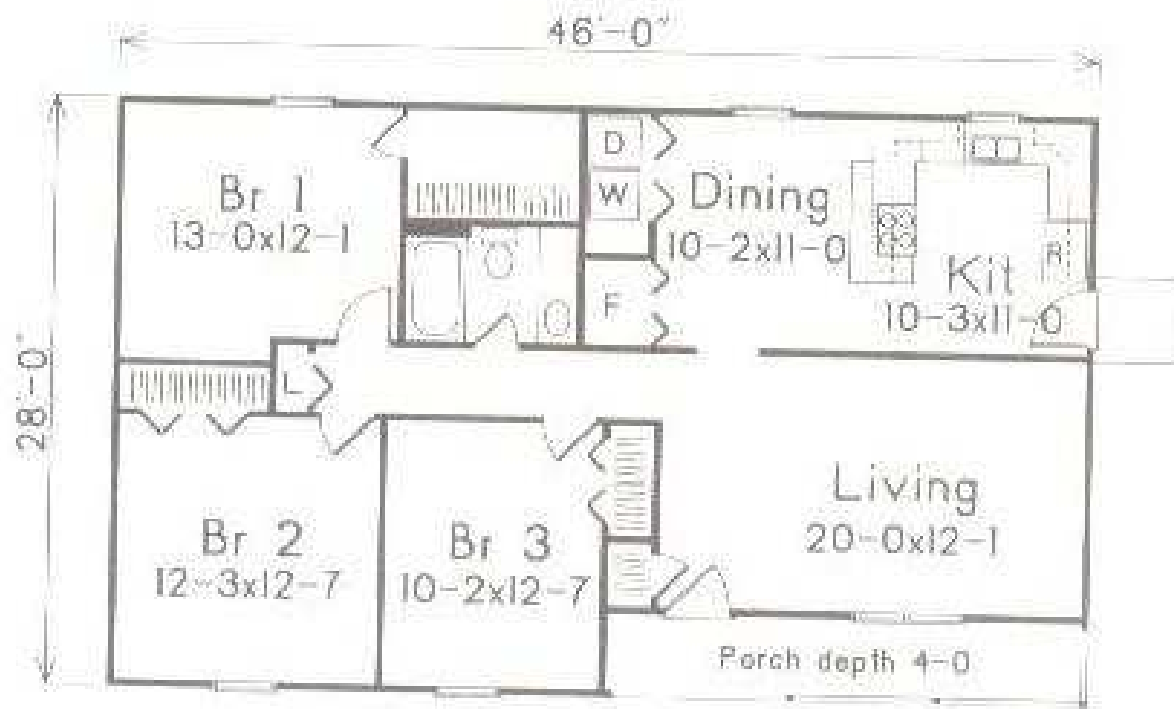 46'-0"
28'-0"
Br 1
13-0x12-1
D
W
F
Dining
10-2x11-0
R
Kit
10-3x11-0
L
Br 2
12-3x12-7
Br 3
10-2x12-7
Living
20-0x12-1
Porch depth 4-0